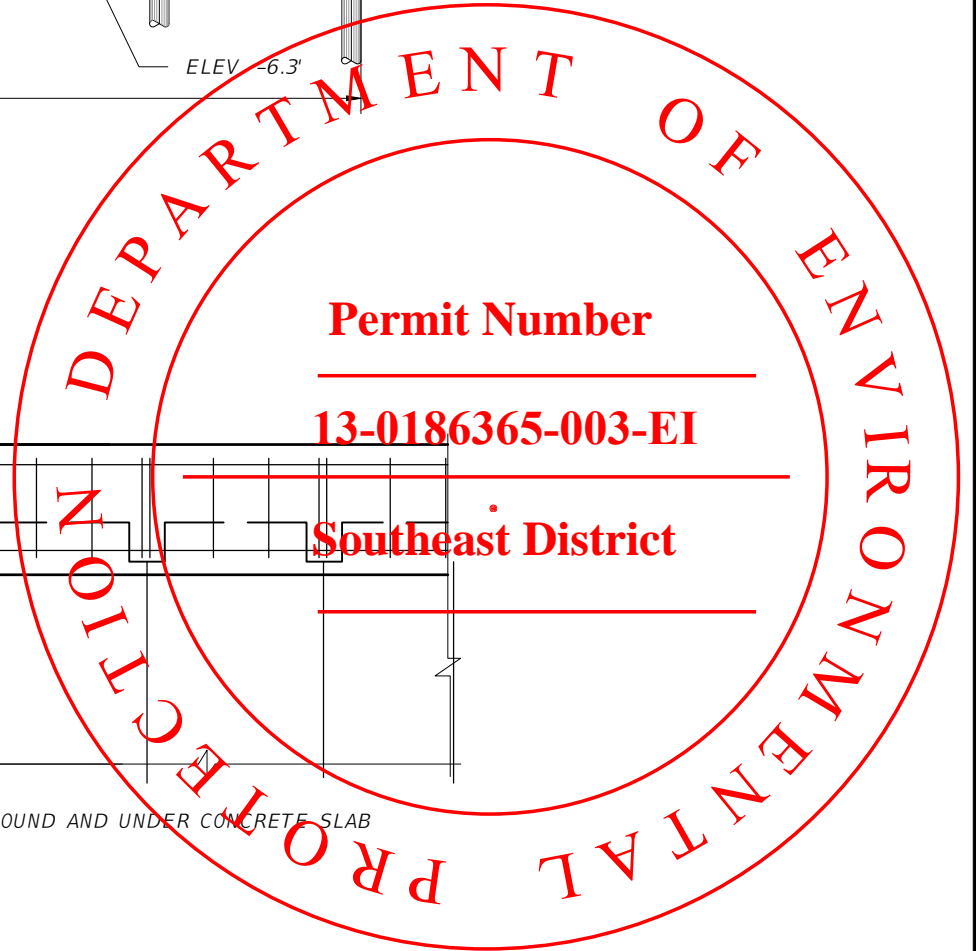 ELEV -6.3'
DEPARTMENT OF ENVIRONMENTAL PROTECTION
Permit Number
13-0186365-003-EI
Southeast District
OUND AND UNDER CONCRETE SLAB